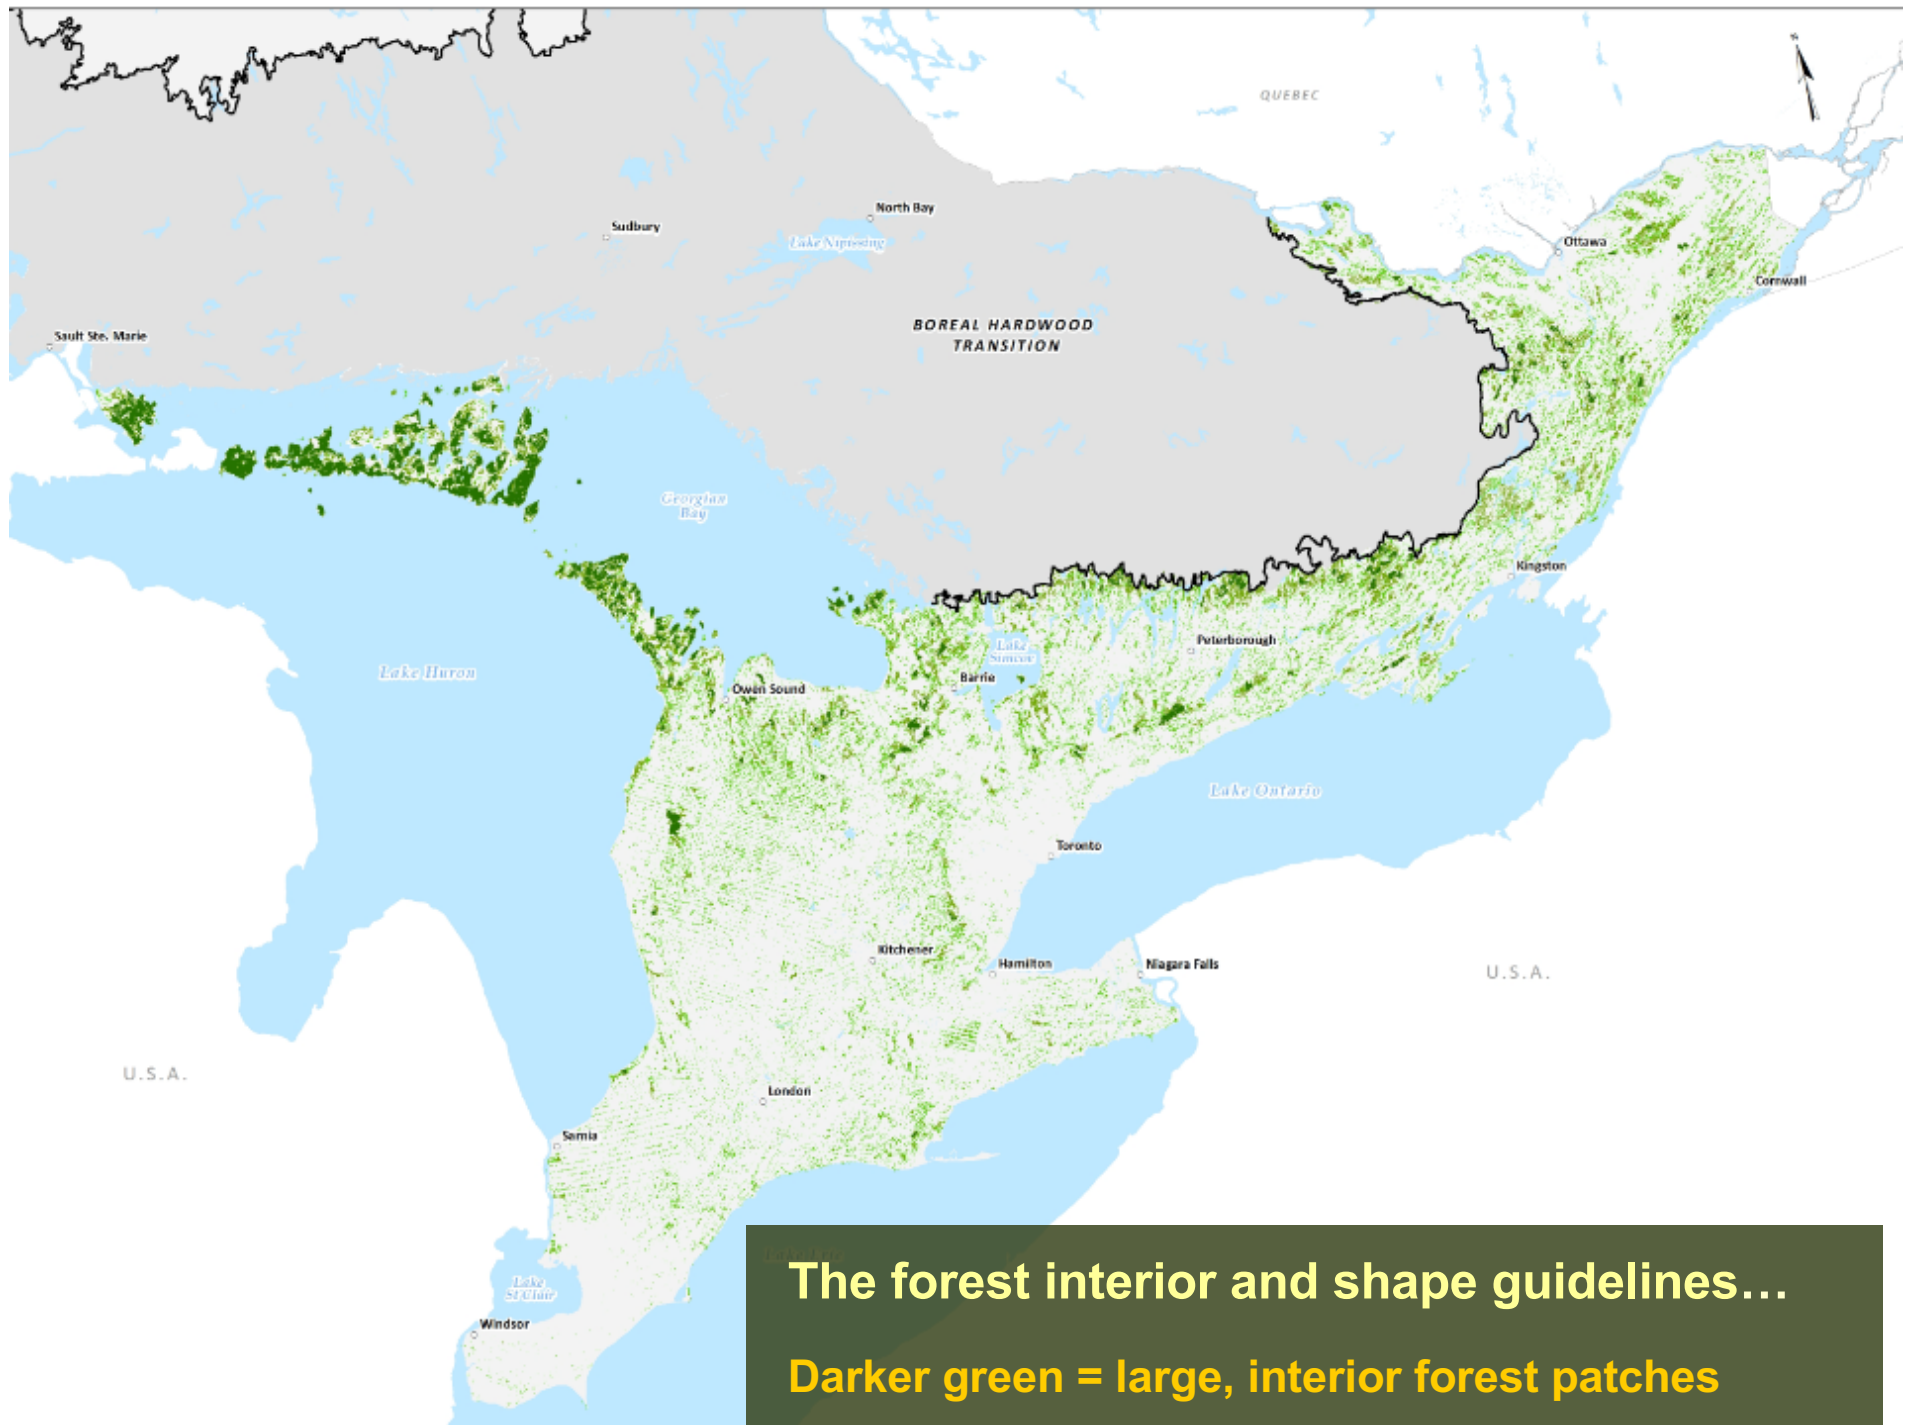 QUEBEC
North Bay
Sudbury
Lake Nipissing
Ottawa
Cornwall
BOREAL HARDWOOD
TRANSITION
Sault Ste. Marie
Georgian
Bay
Kingston
Peterborough
Lake
Simcoe
Lake Huron
Barrie
Owen Sound
Lake Ontario
Toronto
Kitchener
Hamilton
Niagara Falls
U.S.A.
U.S.A.
London
Sarnia
Lake Erie
Lake
St Clair
Windsor
The forest interior and shape guidelines…
Darker green = large, interior forest patches